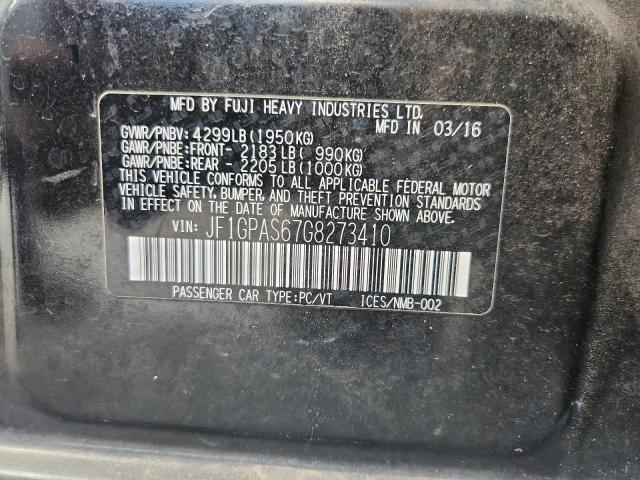 MFD BY FUJI HEAVY INDUSTRIES LTD.
MFD IN 03/16
GVWR/PNBV: 4299LB(1950KG)
GAWR/PNBE:FRONT- 2183LB( 990KG)
GAWR/PNBE:REAR - 2205LB(1000KG)
THIS VEHICLE CONFORMS TO ALL APPLICABLE FEDERAL MOTOR
VEHICLE SAFETY, BUMPER, AND THEFT PREVENTION STANDARDS
IN EFFECT ON THE DATE OF MANUFACTURE SHOWN ABOVE.
VIN: JF1GPAS67G8273410
PASSENGER CAR TYPE:PC/VT ICES/NMB-002